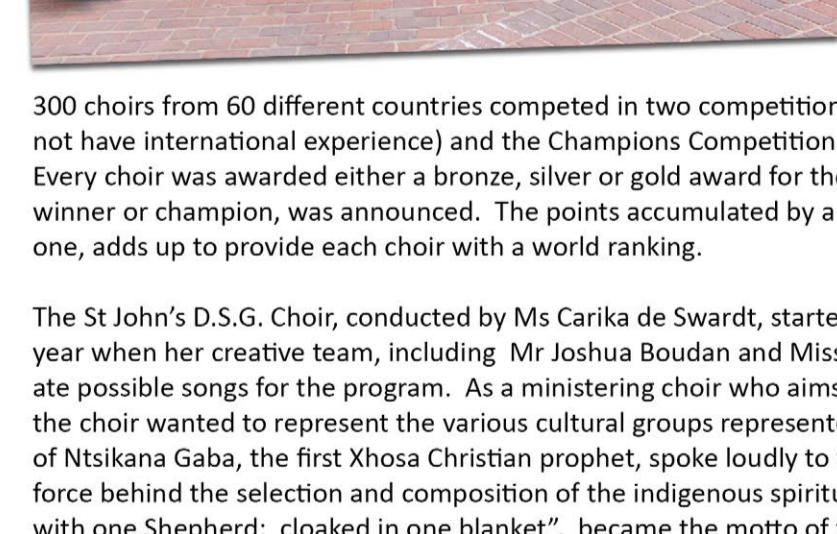 300 choirs from 60 different countries competed in two competition
not have international experience) and the Champions Competition
Every choir was awarded either a bronze, silver or gold award for the
winner or champion, was announced.  The points accumulated by a
one, adds up to provide each choir with a world ranking.
The St John’s D.S.G. Choir, conducted by Ms Carika de Swardt, starte
year when her creative team, including  Mr Joshua Boudan and Miss
ate possible songs for the program.  As a ministering choir who aims
the choir wanted to represent the various cultural groups represente
of Ntsikana Gaba, the first Xhosa Christian prophet, spoke loudly to
force behind the selection and composition of the indigenous spiritu
with one Shepherd;  cloaked in one blanket”,  became the motto of